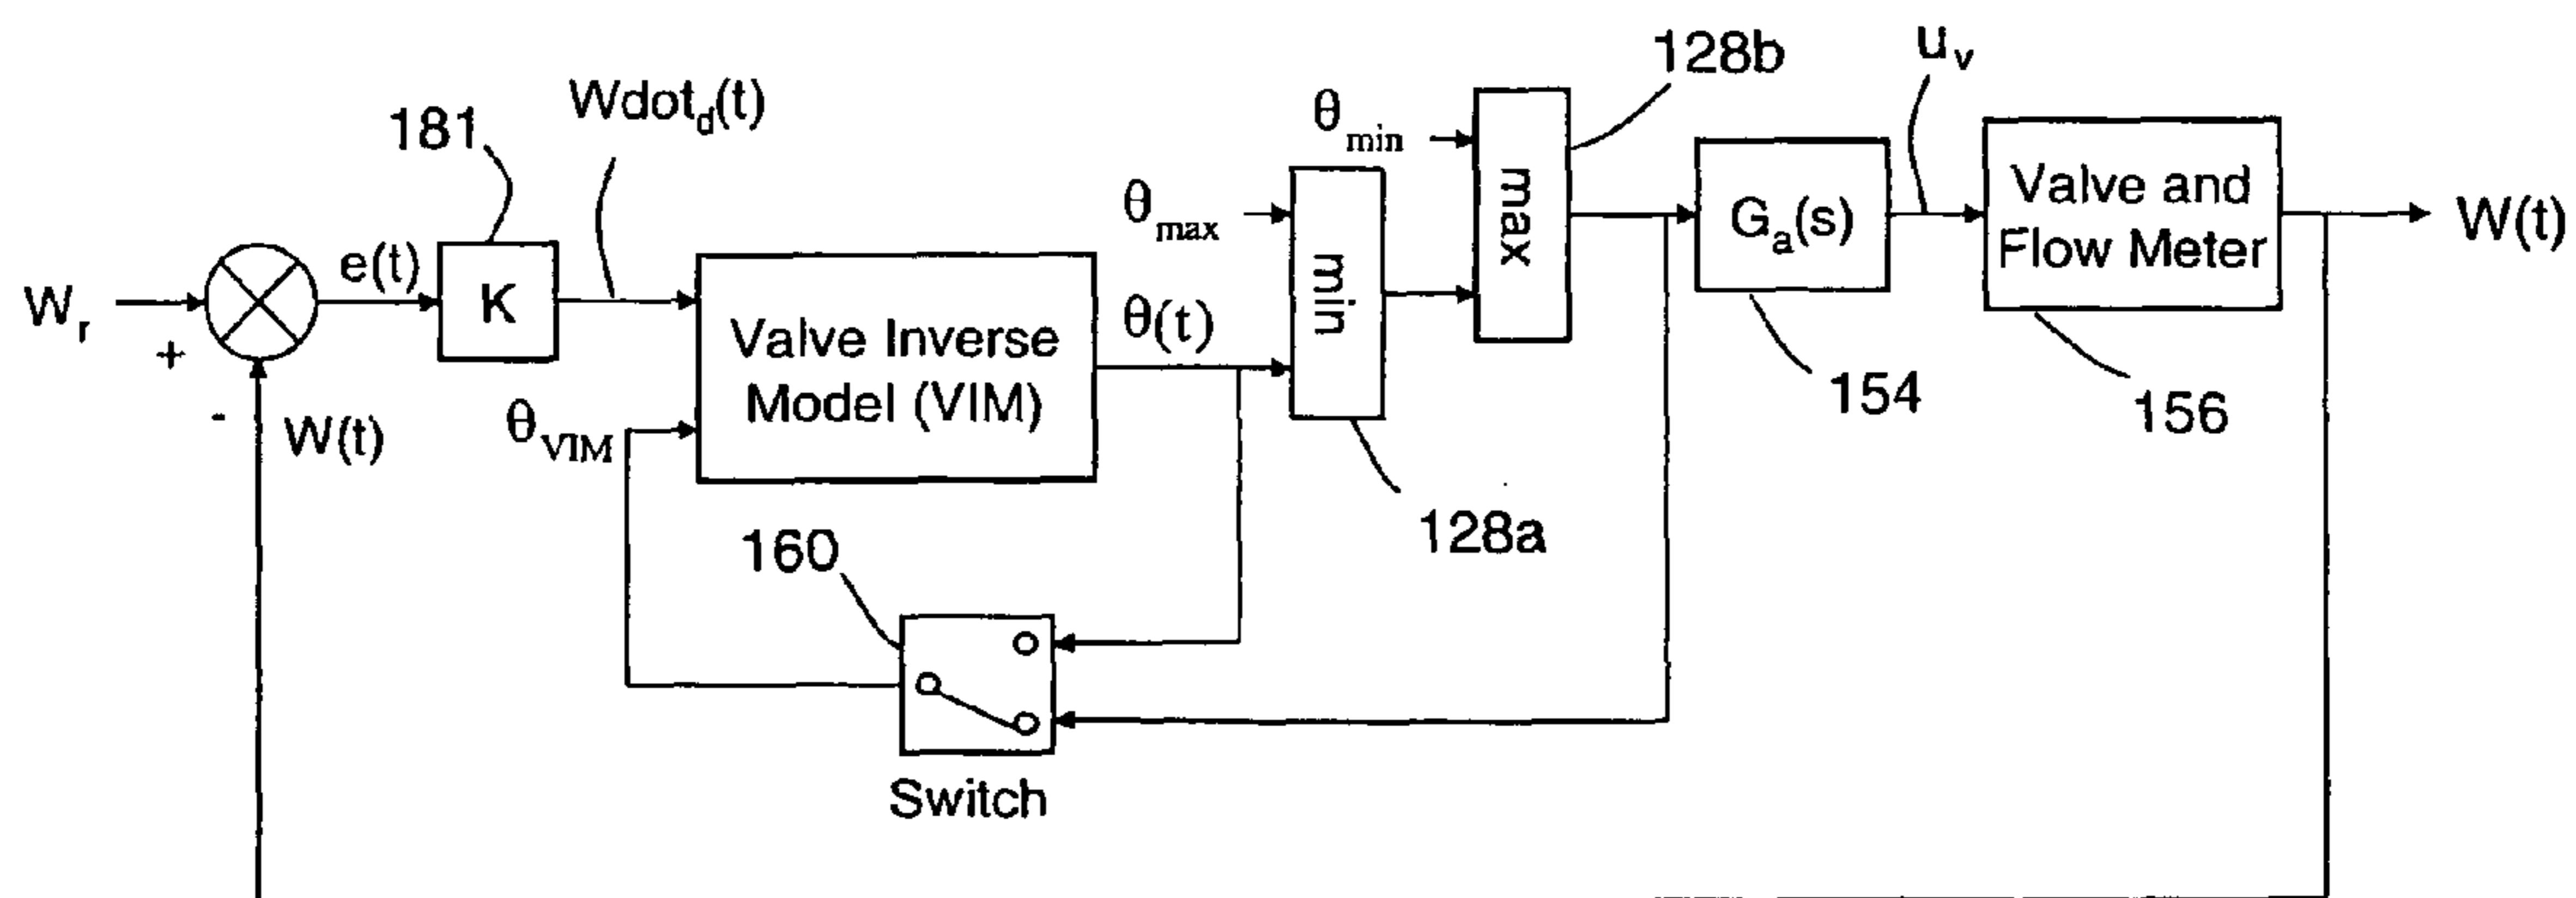 128b
u_v
Wdot_d(t)
181
θ_min
θ_max
max
min
G_a(s)
Valve and
Flow Meter
W(t)
W_r
+
e(t)
K
-
W(t)
θ_VIM
Valve Inverse
Model (VIM)
θ(t)
154
156
128a
160
Switch